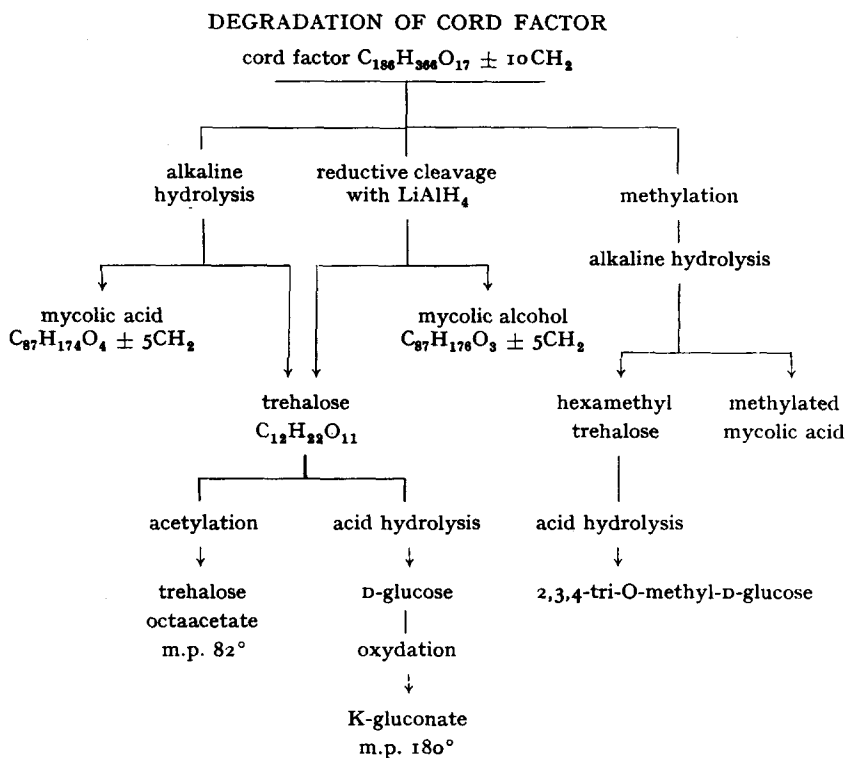 DEGRADATION OF CORD FACTOR
cord factor C₁₈₆H₃₆₆O₁₇ ± 10CH₂
alkaline
hydrolysis
reductive cleavage
with LiAlH₄
methylation
alkaline hydrolysis
mycolic acid
C₈₇H₁₇₄O₄ ± 5CH₂
mycolic alcohol
C₈₇H₁₇₆O₃ ± 5CH₂
trehalose
C₁₂H₂₂O₁₁
hexamethyl
trehalose
methylated
mycolic acid
acetylation
acid hydrolysis
acid hydrolysis
trehalose
octaacetate
m.p. 82°
D-glucose
2,3,4-tri-O-methyl-D-glucose
oxydation
K-gluconate
m.p. 180°